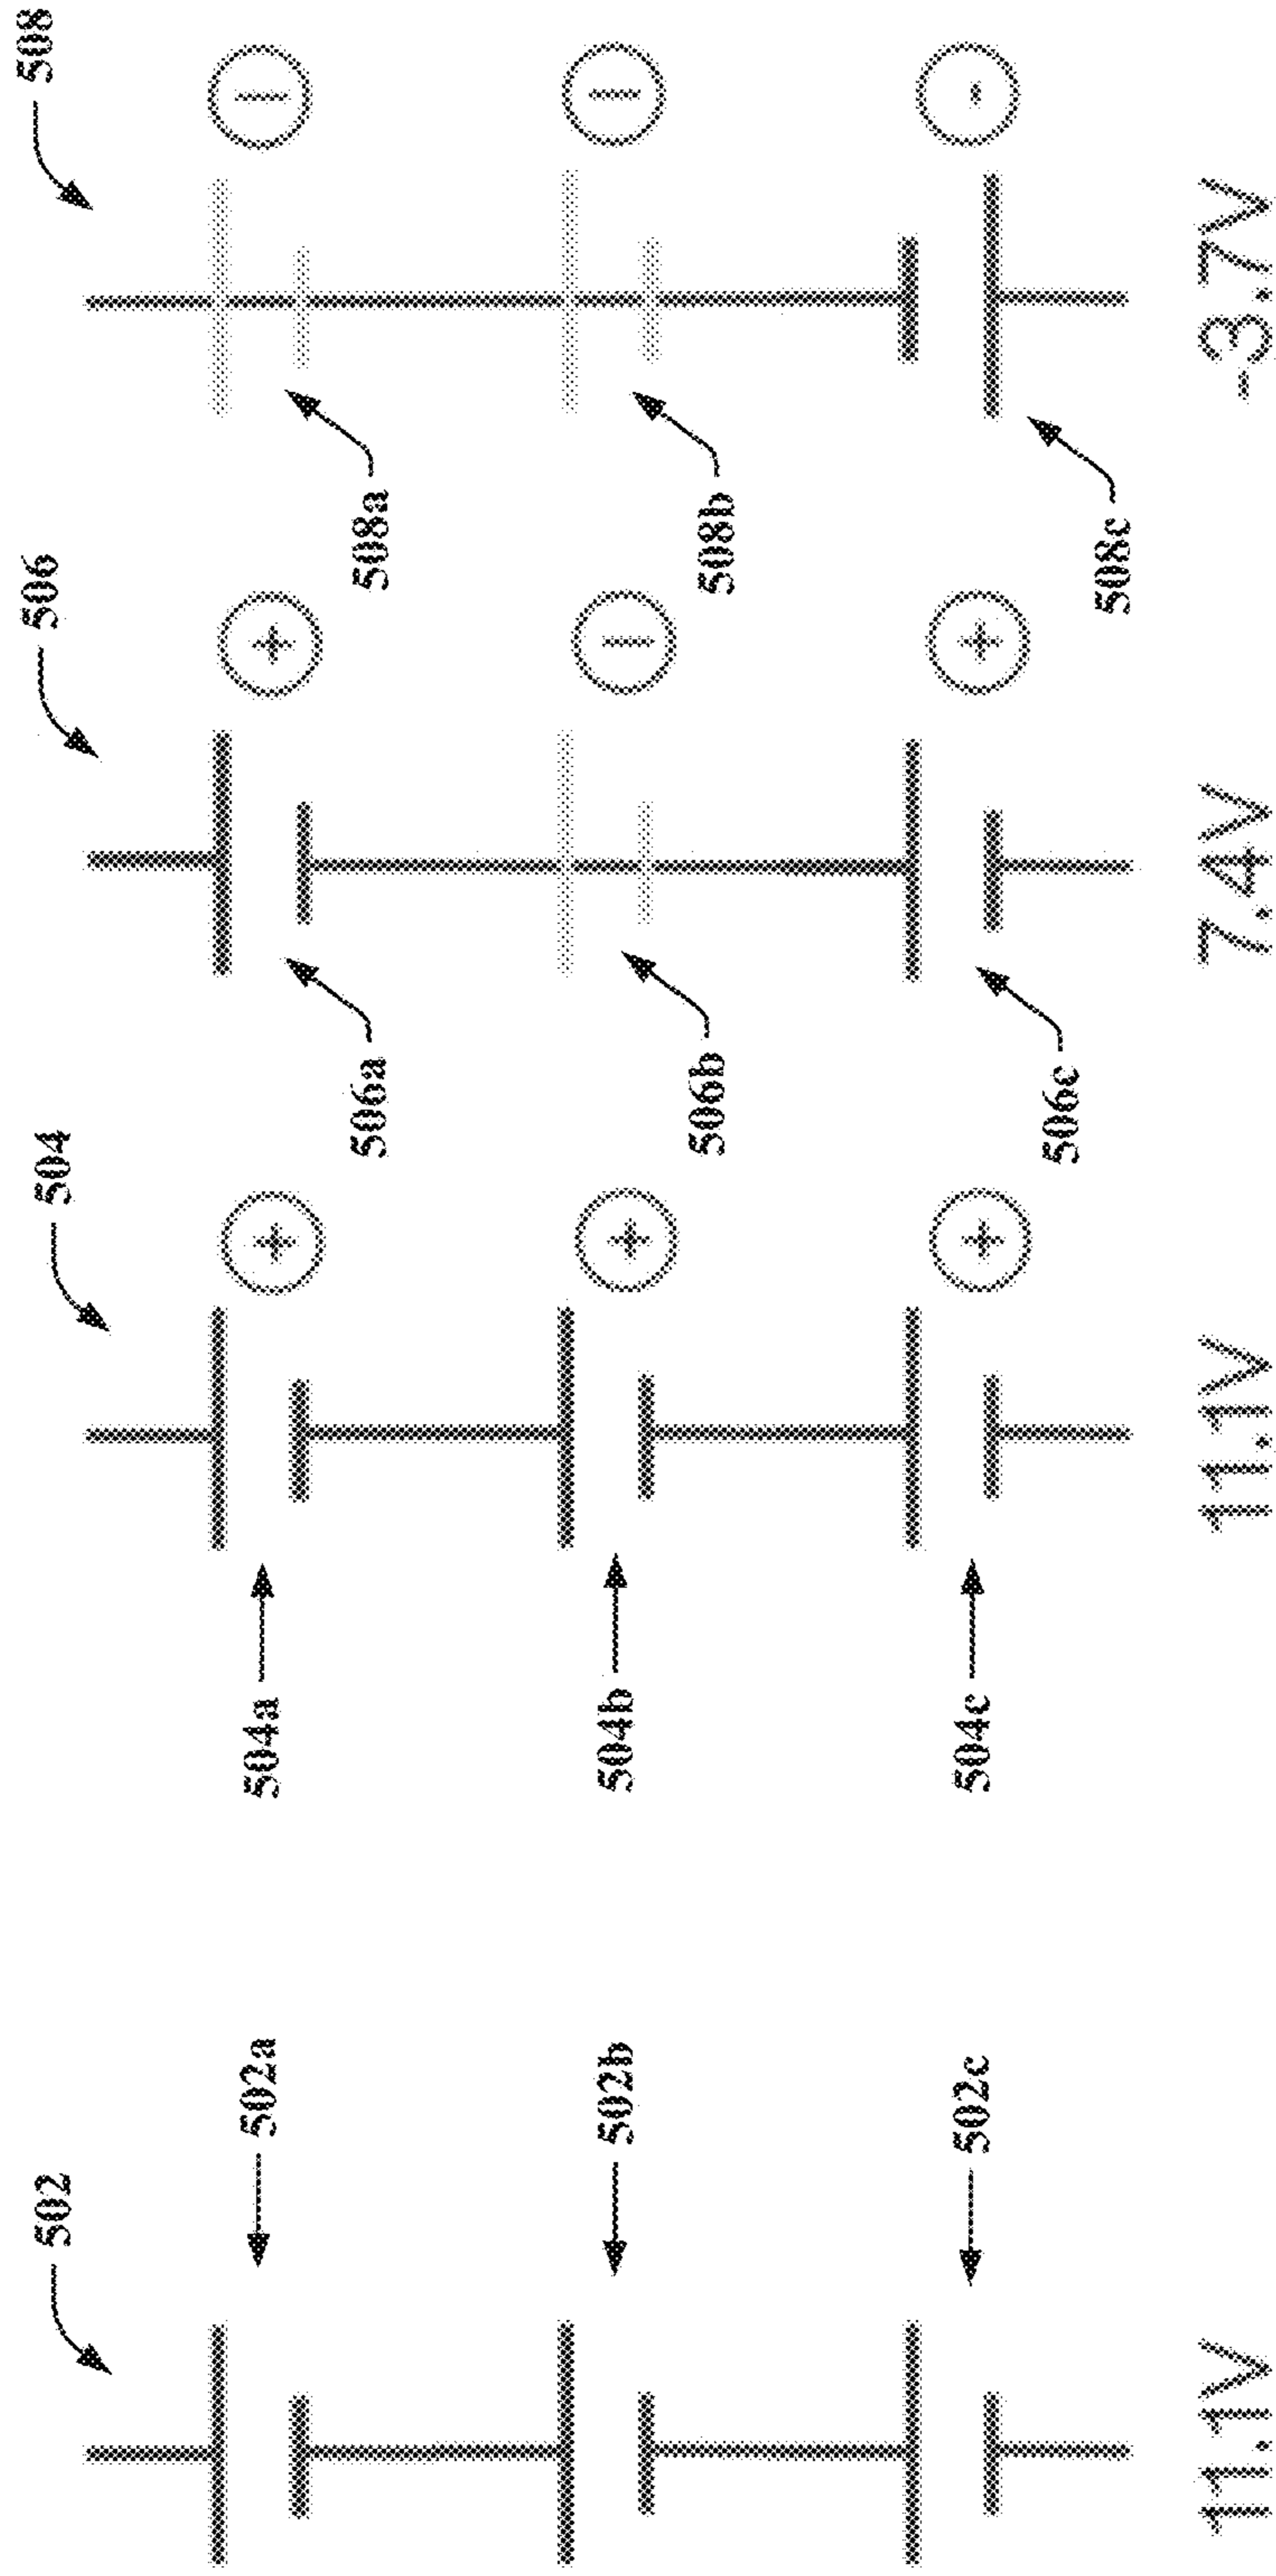 502
504
506
508
502a
504a
+
+
—
506a
508a
502b
504b
+
—
—
506b
508b
502c
504c
+
+
-
506c
508c
11.1V
11.1V
7.4V
-3.7V